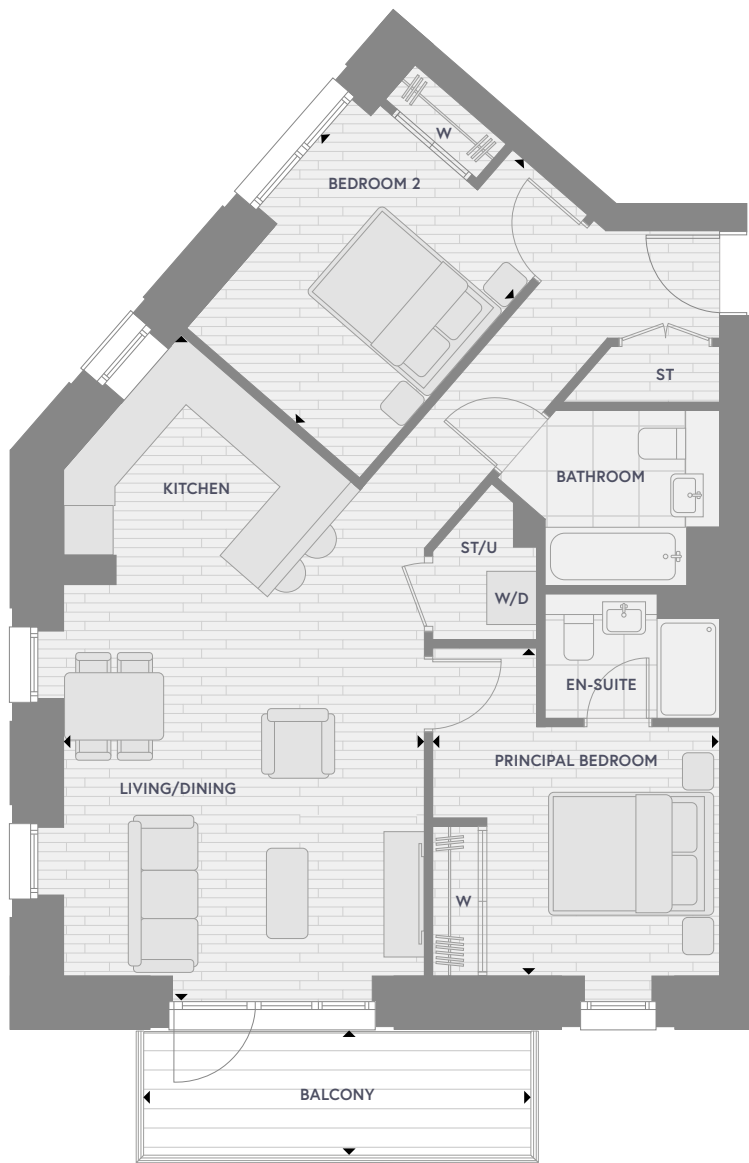 W
BEDROOM 2
ST
BATHROOM
KITCHEN
ST/U
W/D
EN-SUITE
PRINCIPAL BEDROOM
LIVING/DINING
W
BALCONY